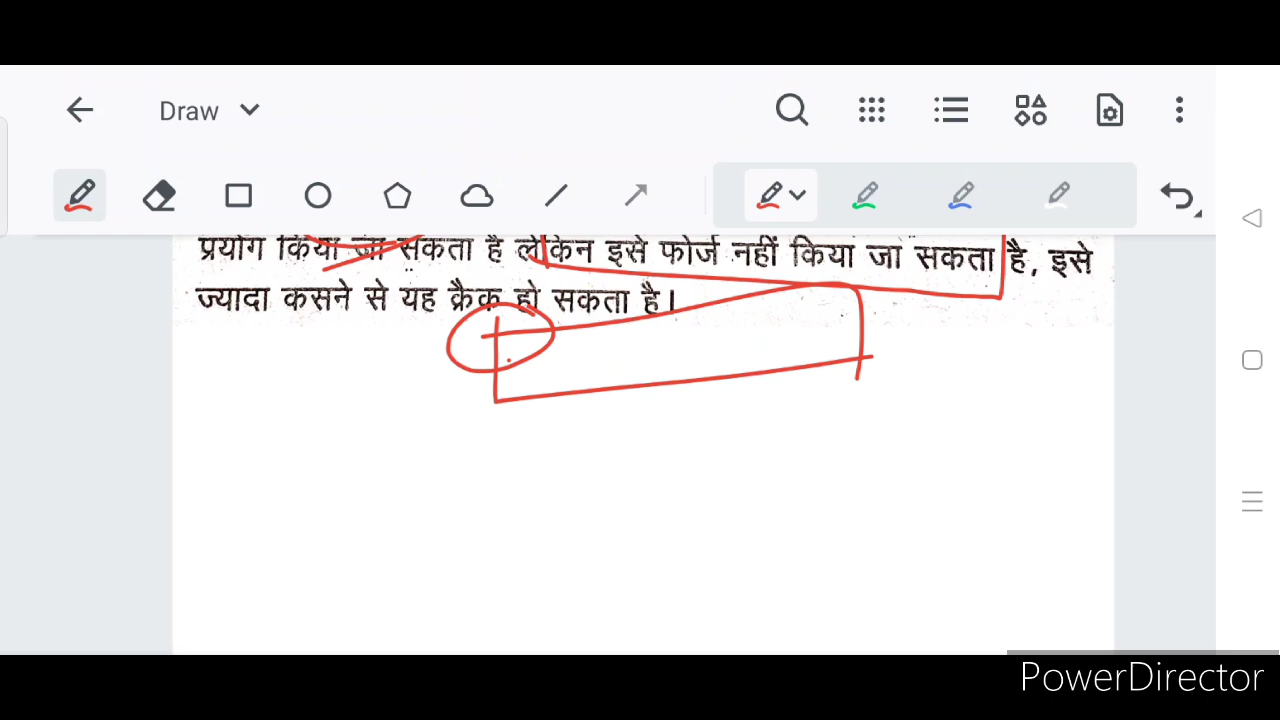 Draw
प्रयोग किया जा सकता है लेकिन इसे फोर्ज नहीं किया जा सकता है, इसे
ज्यादा कसने से यह क्रैक हो सकता है।
PowerDirector